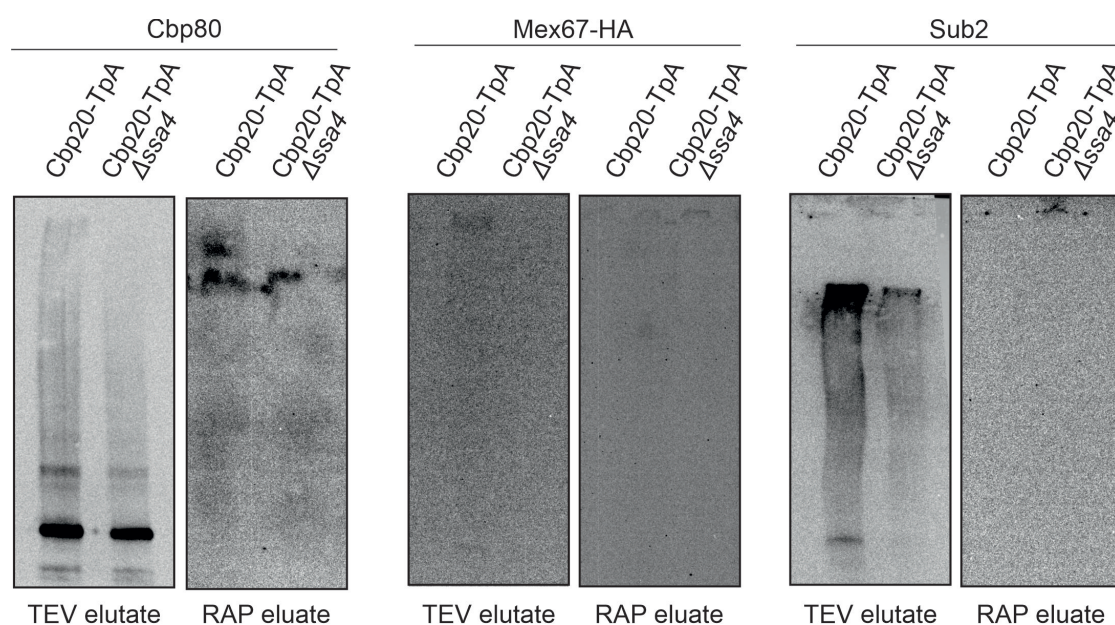 Cbp80
Mex67-HA
Sub2
Cbp20-TpA
Cbp20-TpA
Δssa4
Cbp20-TpA
Cbp20-TpA
Δssa4
Cbp20-TpA
Cbp20-TpA
Δssa4
Cbp20-TpA
Cbp20-TpA
Δssa4
Cbp20-TpA
Cbp20-TpA
Δssa4
Cbp20-TpA
Cbp20-TpA
Δssa4
TEV elutate
RAP eluate
TEV elutate
RAP eluate
TEV elutate
RAP eluate